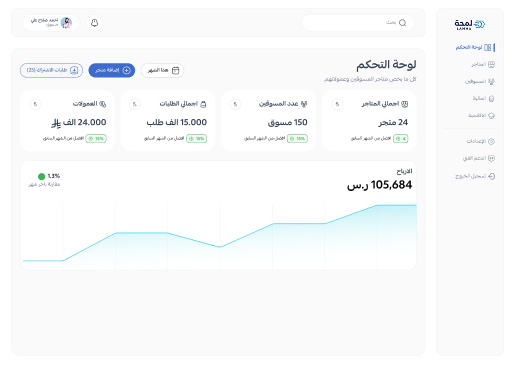 لمحة
LAMHA
لوحة التحكم
المتاجر
المسوقين
المالية
الإعدادات
الدعم الفني
تسجيل الخروج
بحث
احمد صلاح علي
مسوق
لوحة التحكم
كل ما يخص متاجر المسوقين وعمولاتهم
هذا الشهر
إضافة متجر
طلبات الاشتراك (25)
اجمالي المتاجر
24 متجر
4 افضل من الشهر السابق
عدد المسوقين
150 مسوق
15% افضل من الشهر السابق
اجمالي الطلبات
15.000 الف طلب
15% افضل من الشهر السابق
العمولات
24.000 الف
15% افضل من الشهر السابق
الارباح
105,684 ر.س
1.3%
مقارنة باخر شهر